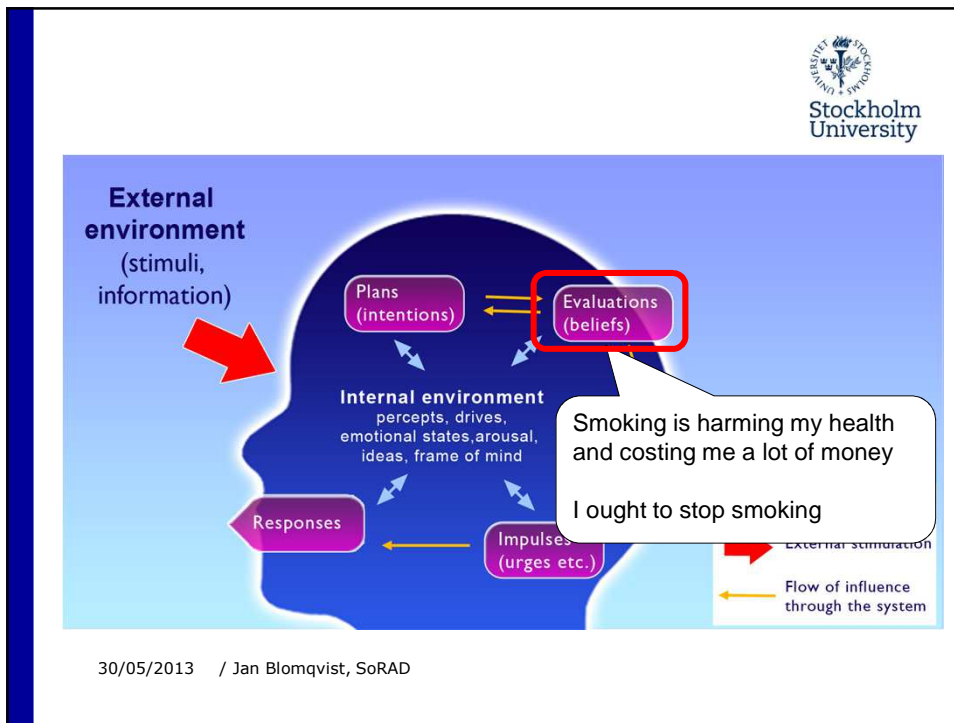 UNIVERSITET STOCKHOLMS
Stockholm
University
External
environment
(stimuli,
information)
Plans
(intentions)
Evaluations
(beliefs)
Internal environment
percepts, drives,
emotional states,arousal,
ideas, frame of mind
Smoking is harming my health
and costing me a lot of money
I ought to stop smoking
Responses
Impulses
(urges etc.)
External stimulation
Flow of influence
through the system
30/05/2013 / Jan Blomqvist, SoRAD